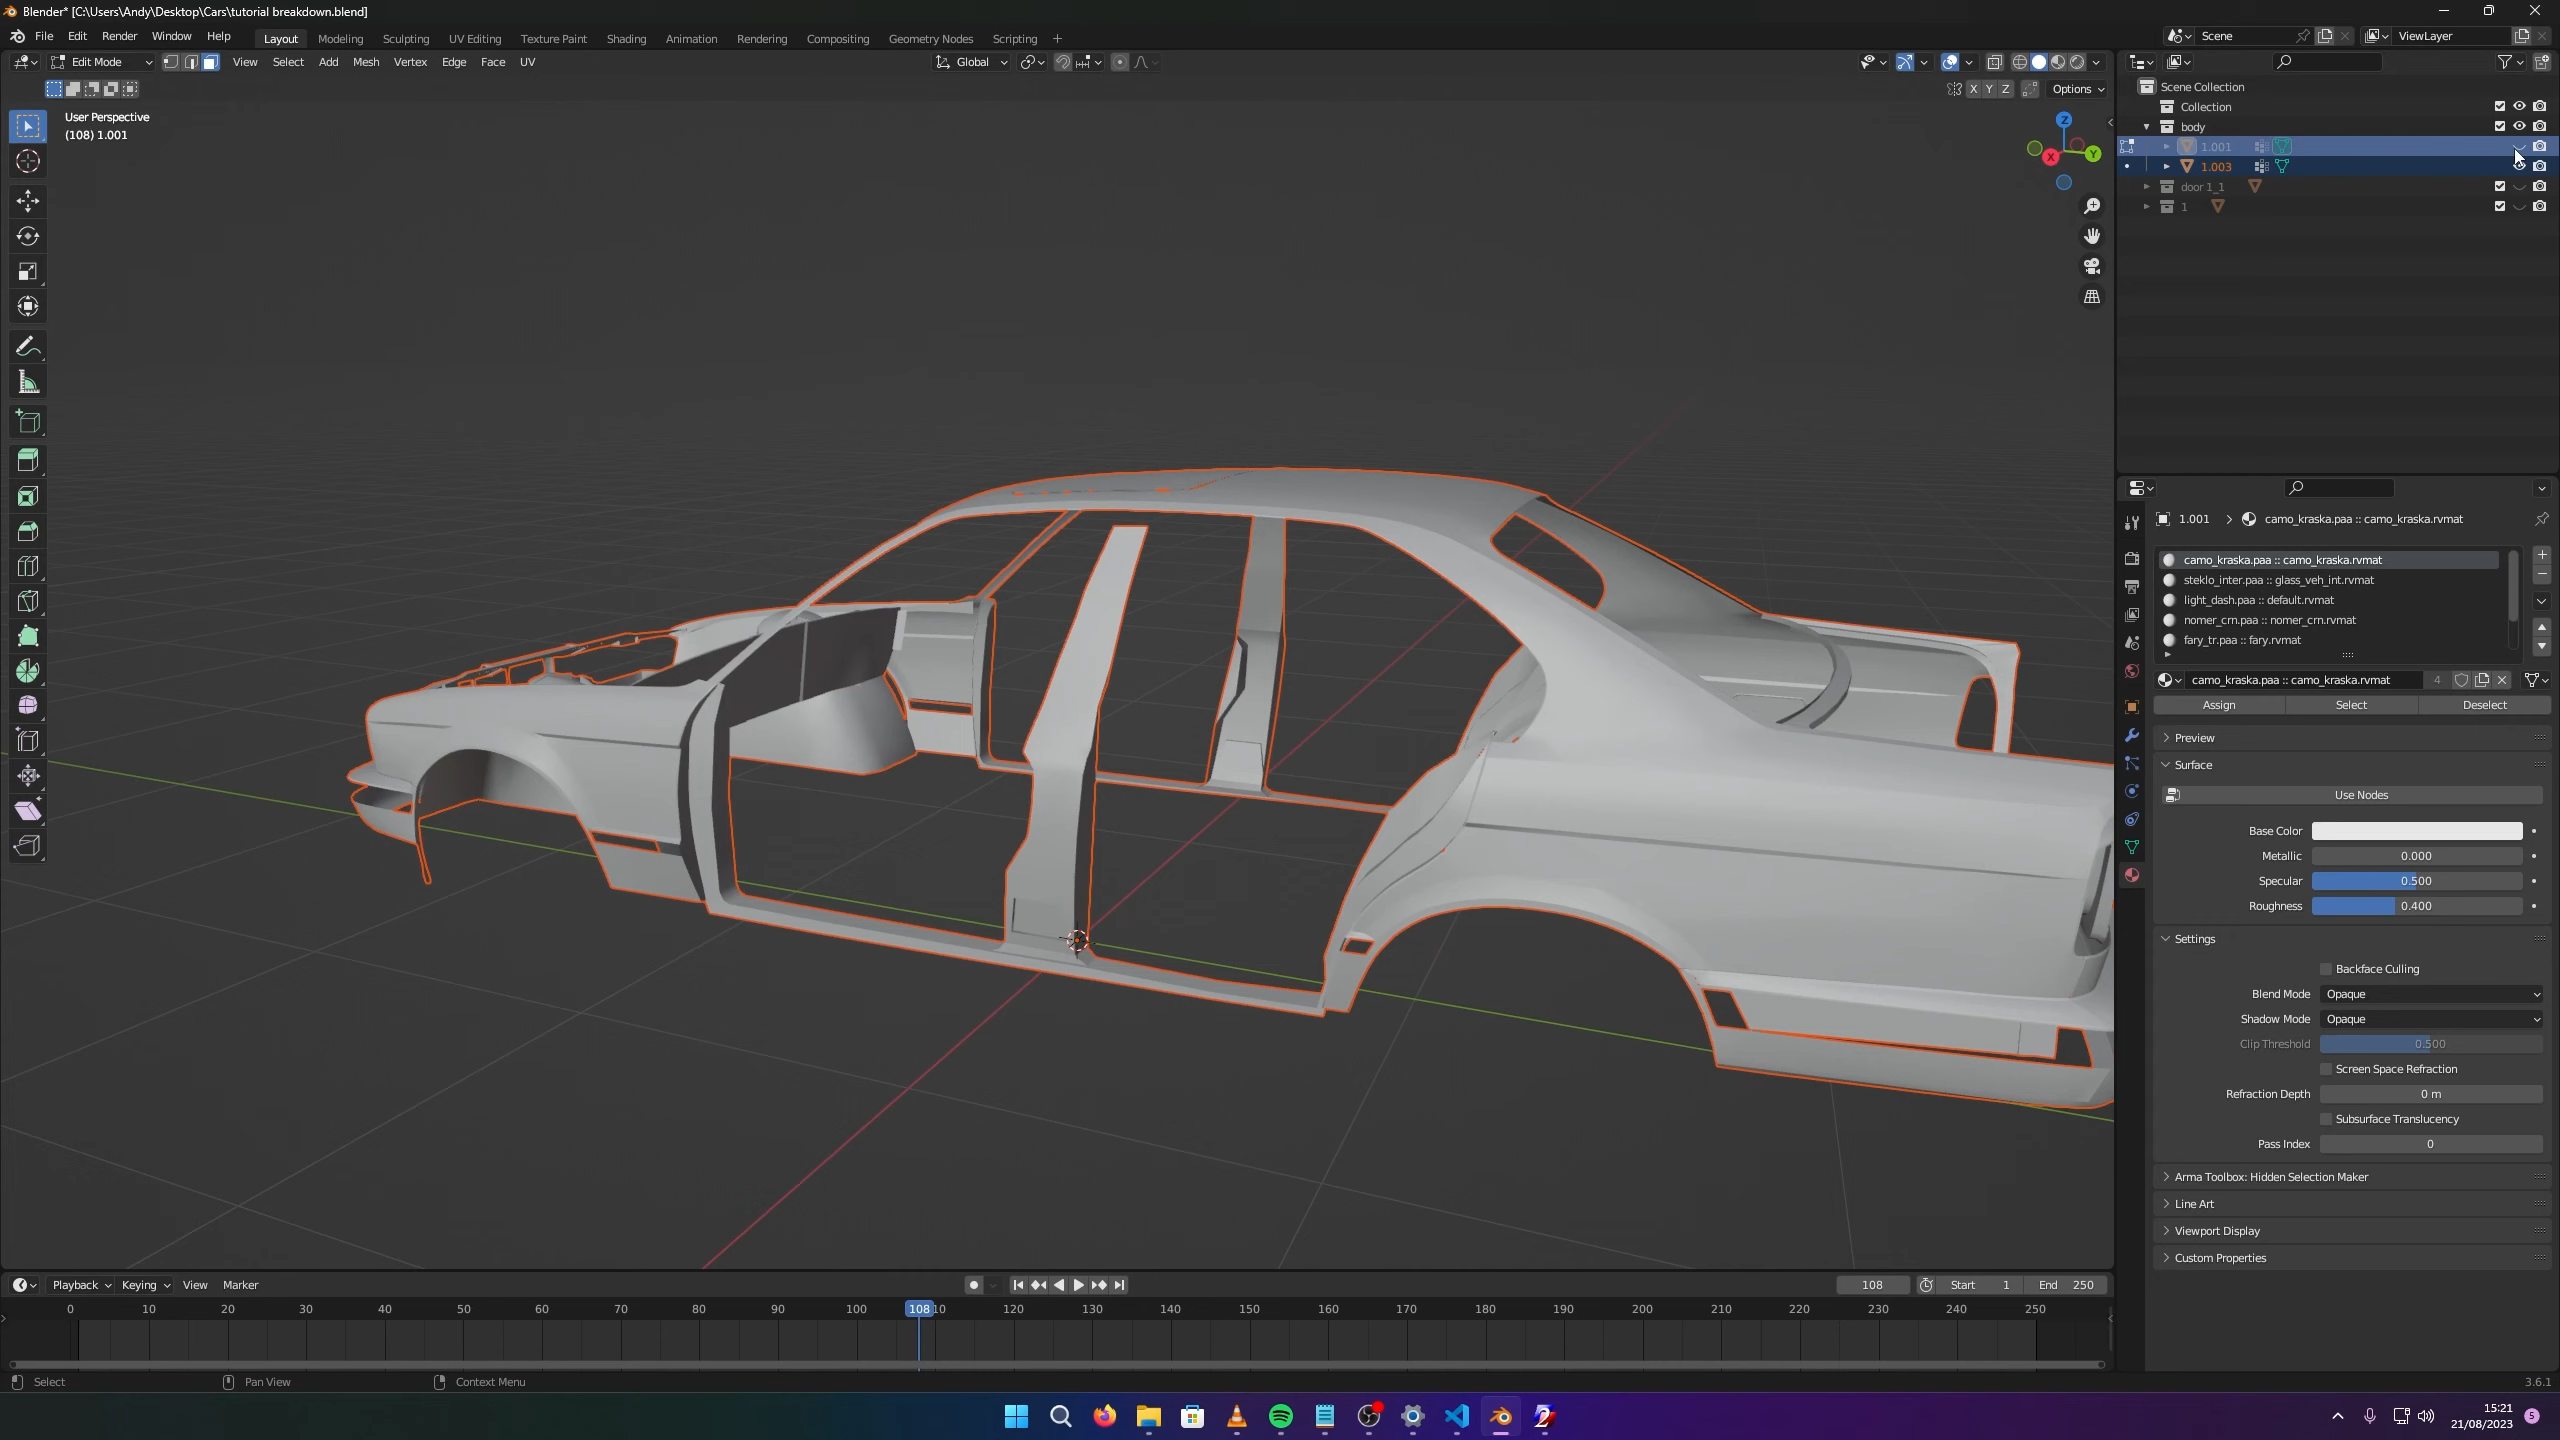 Blender* [C:\Users\Andy\Desktop\Cars\tutorial breakdown.blend]
File Edit Render Window Help Layout Modeling Sculpting UV Editing Texture Paint Shading Animation Rendering Compositing Geometry Nodes Scripting + Scene ViewLayer
Edit Mode View Select Add Mesh Vertex Edge Face UV Global
X Y Z Options
User Perspective
(108) 1.001
Z
X Y
Scene Collection
Collection
body
1.001
1.003
door 1_1
1
1.001 > camo_kraska.paa :: camo_kraska.rvmat
camo_kraska.paa :: camo_kraska.rvmat
steklo_inter.paa :: glass_veh_int.rvmat
light_dash.paa :: default.rvmat
nomer_crn.paa :: nomer_crn.rvmat
fary_tr.paa :: fary.rvmat
camo_kraska.paa :: camo_kraska.rvmat 4
Assign Select Deselect
Preview
Surface
Use Nodes
Base Color
Metallic 0.000
Specular 0.500
Roughness 0.400
Settings
Backface Culling
Blend Mode Opaque
Shadow Mode Opaque
Clip Threshold 0.500
Screen Space Refraction
Refraction Depth 0 m
Subsurface Translucency
Pass Index 0
Arma Toolbox: Hidden Selection Maker
Line Art
Viewport Display
Custom Properties
Playback Keying View Marker 108 Start 1 End 250
0 10 20 30 40 50 60 70 80 90 100 108 10 120 130 140 150 160 170 180 190 200 210 220 230 240 250
Select Pan View Context Menu 3.6.1
15:21
21/08/2023
5